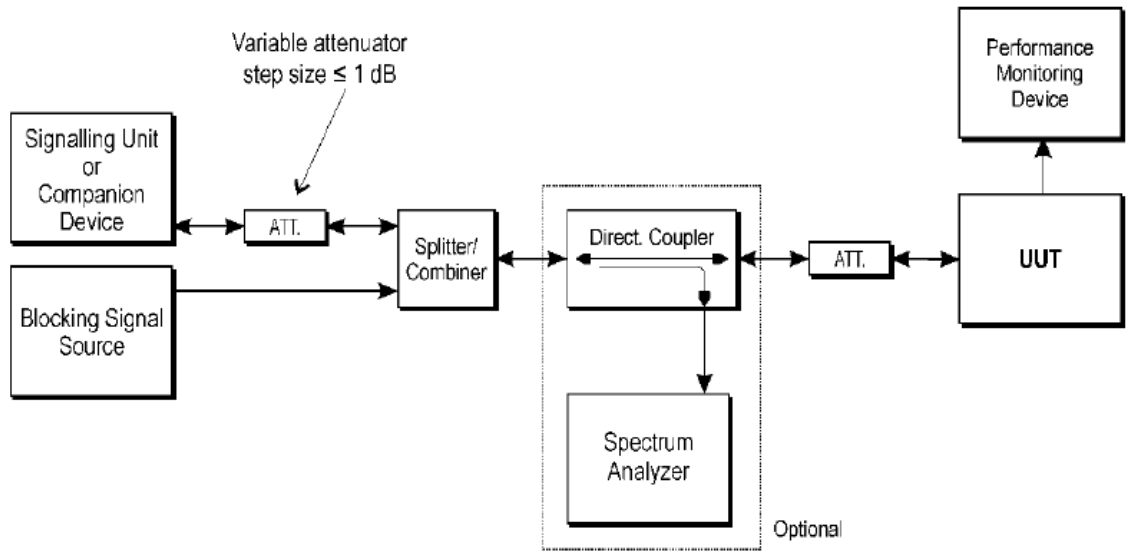 Variable attenuator
step size ≤ 1 dB
Performance
Monitoring
Device
Signalling Unit
or
Companion
Device
ATT.
Splitter/
Combiner
Direct. Coupler
ATT.
UUT
Blocking Signal
Source
Spectrum
Analyzer
Optional